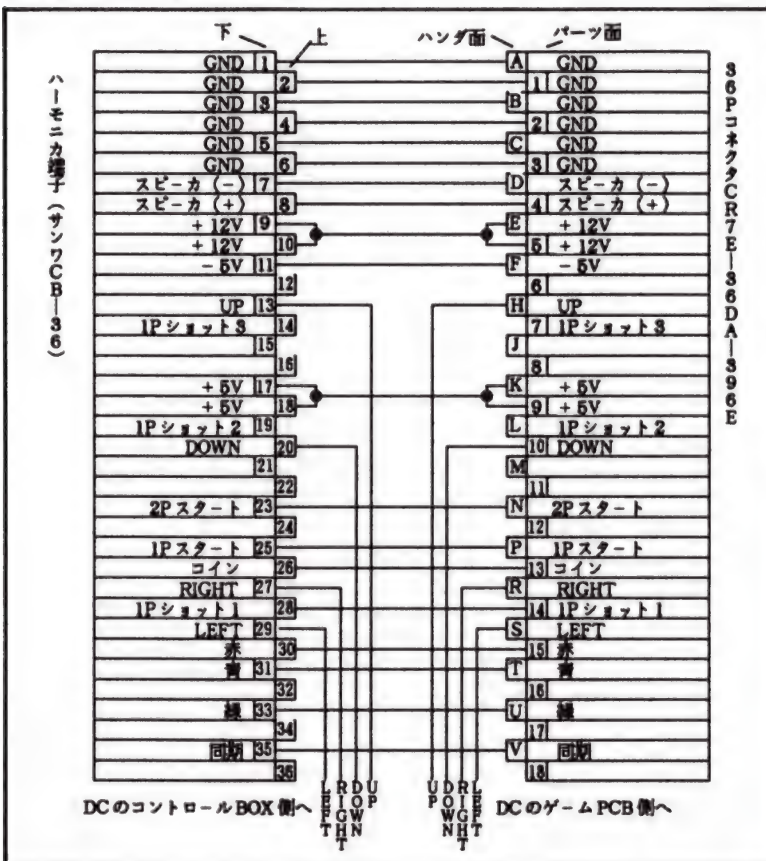 下 上 ハンダ面 パーツ面
ハーモニカ端子(サンワCB—36)
GND 1
GND 2
GND 3
GND 4
GND 5
GND 6
スピーカ (-) 7
スピーカ (+) 8
+12V 9
+12V 10
-5V 11
12
UP 13
1Pショット3 14
15
16
+5V 17
+5V 18
1Pショット2 19
DOWN 20
21
22
2Pスタート 23
24
1Pスタート 25
コイン 26
RIGHT 27
1Pショット1 28
LEFT 29
赤 30
青 31
32
緑 33
34
同期 35
36
A GND
1 GND
B GND
2 GND
C GND
3 GND
D スピーカ (-)
4 スピーカ (+)
E +12V
5 +12V
F -5V
6
H UP
7 1Pショット3
J
8
K +5V
9 +5V
L 1Pショット2
10 DOWN
M
11
N 2Pスタート
12
P 1Pスタート
13 コイン
R RIGHT
14 1Pショット1
S LEFT
15 赤
T 青
16
U 緑
17
V 同期
18
36PコネクタCR7E—36DA—396E
LEFT
RIGHT
DOWN
UP
UP
DOWN
RIGHT
LEFT
DCのコントロールBOX側へ
DCのゲームPCB側へ